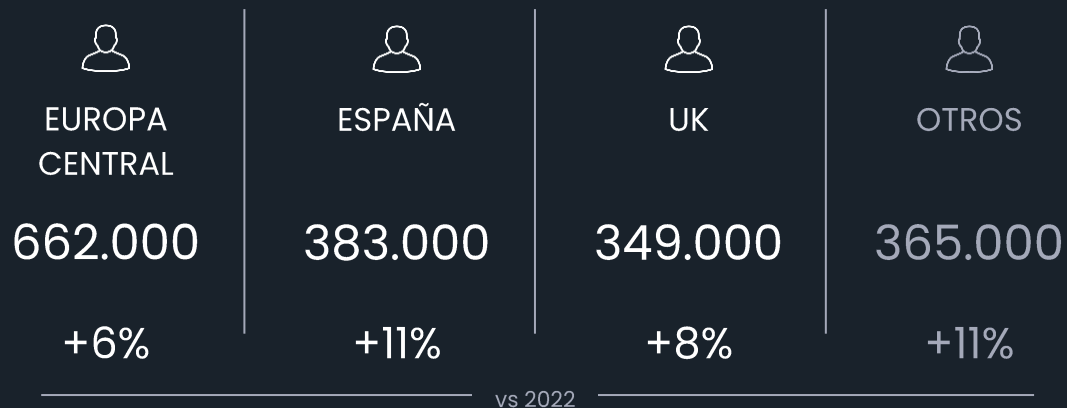 EUROPA
CENTRAL
662.000
+6%
ESPAÑA
383.000
+11%
UK
349.000
+8%
OTROS
365.000
+11%
vs 2022